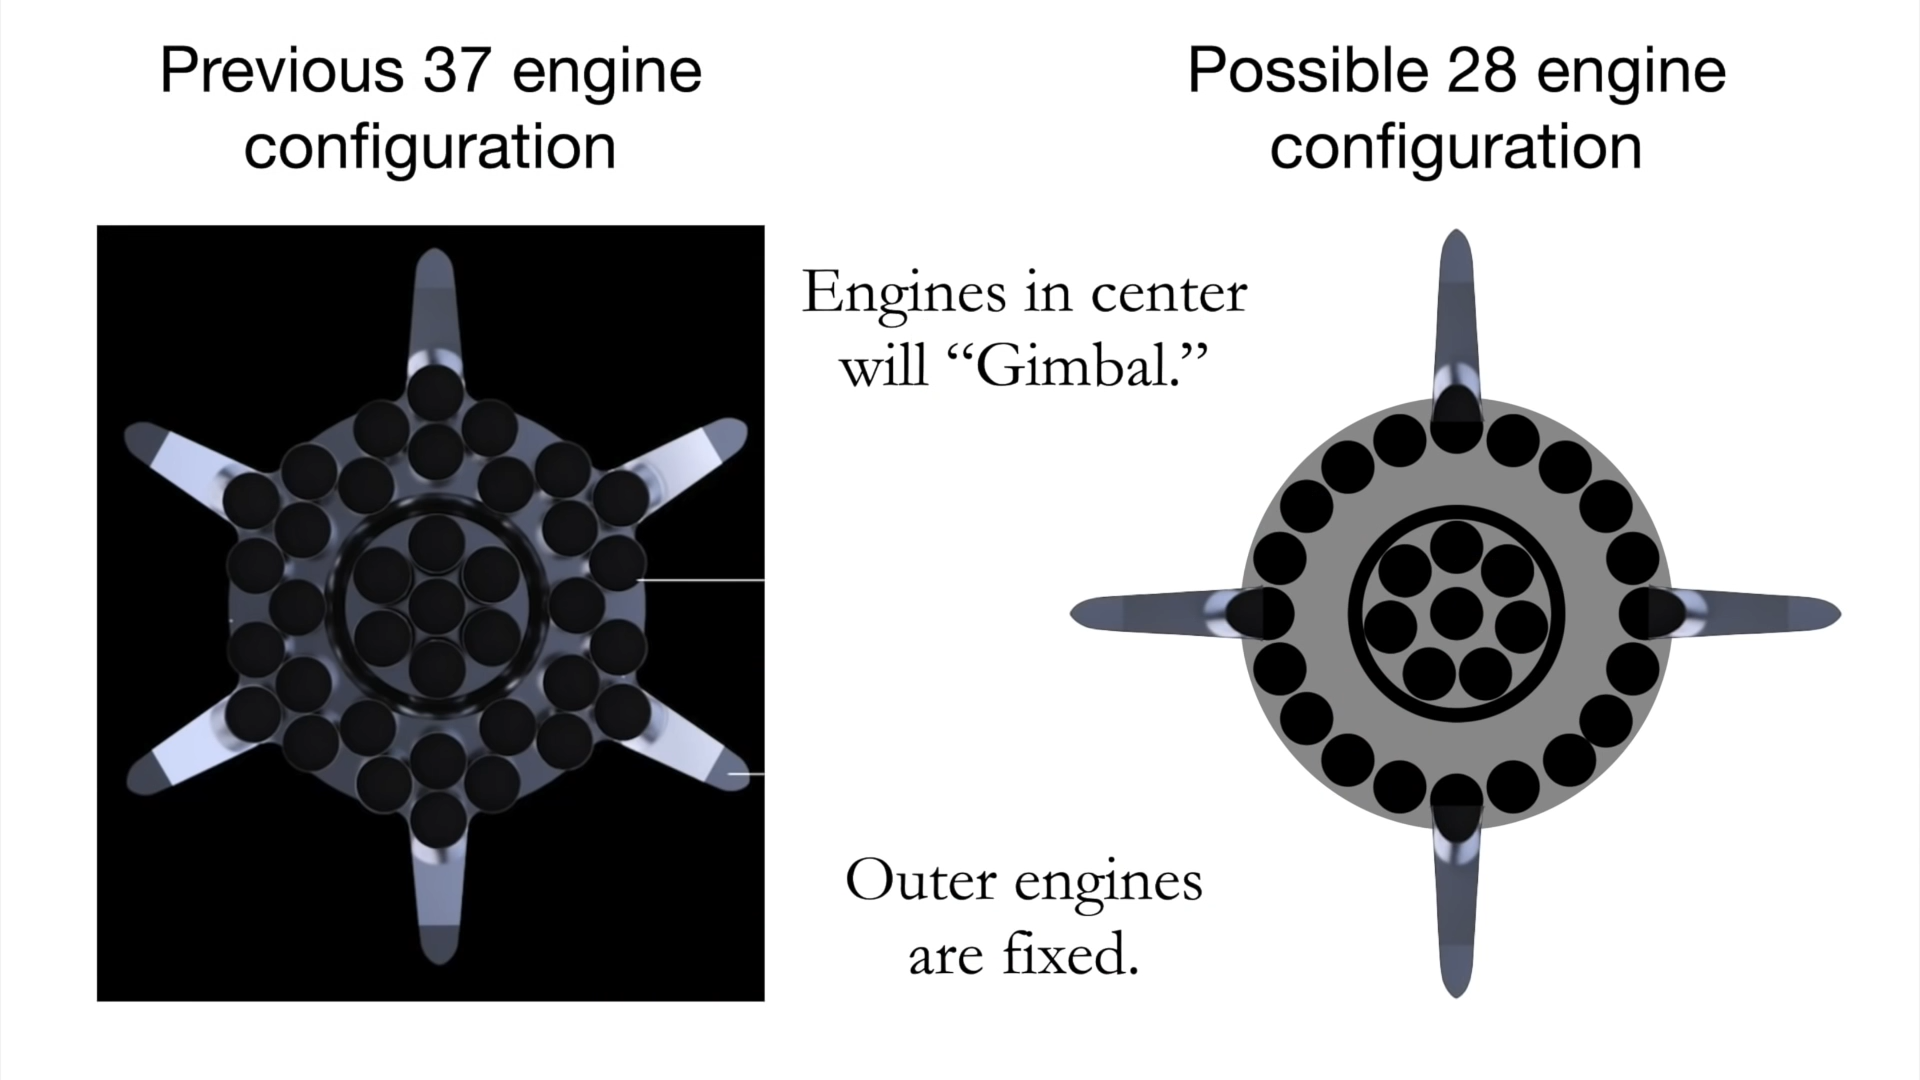 Previous 37 engine
configuration
Possible 28 engine
configuration
Engines in center
will “Gimbal.”
Outer engines
are fixed.